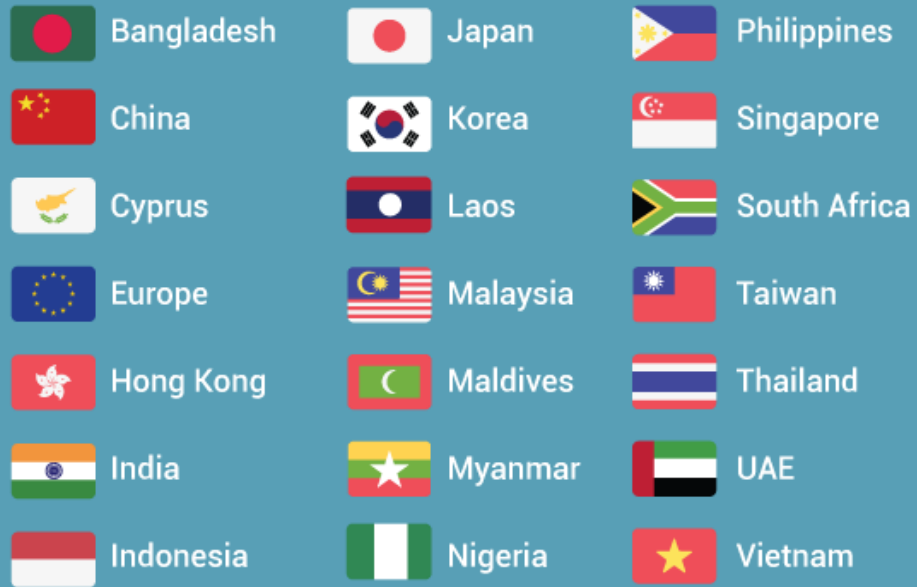 Bangladesh
China
Cyprus
Europe
Hong Kong
India
Indonesia
Japan
Korea
Laos
Malaysia
Maldives
Myanmar
Nigeria
Philippines
Singapore
South Africa
Taiwan
Thailand
UAE
Vietnam